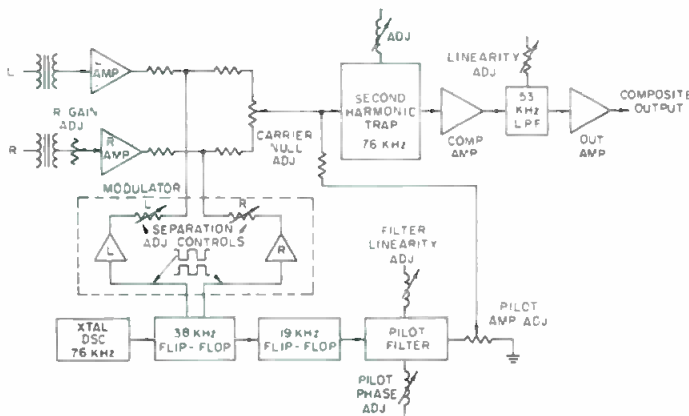 L
L
AMP
R GAIN
ADJ
R
R
AMP
CARRIER
NULL
ADJ
ADJ
SECOND
HARMONIC
TRAP
76 KHz
COMP
AMP
LINEARITY
ADJ
53
KHz
LPF
OUT
AMP
COMPOSITE
OUTPUT
MODULATOR
L
R
SEPARATION
ADJ CONTROLS
L
R
XTAL
OSC
76 KHz
38 KHz
FLIP-FLOP
19 KHz
FLIP-FLOP
FILTER
LINEARITY
ADJ
PILOT
FILTER
PILOT
PHASE
ADJ
PILOT
AMP ADJ